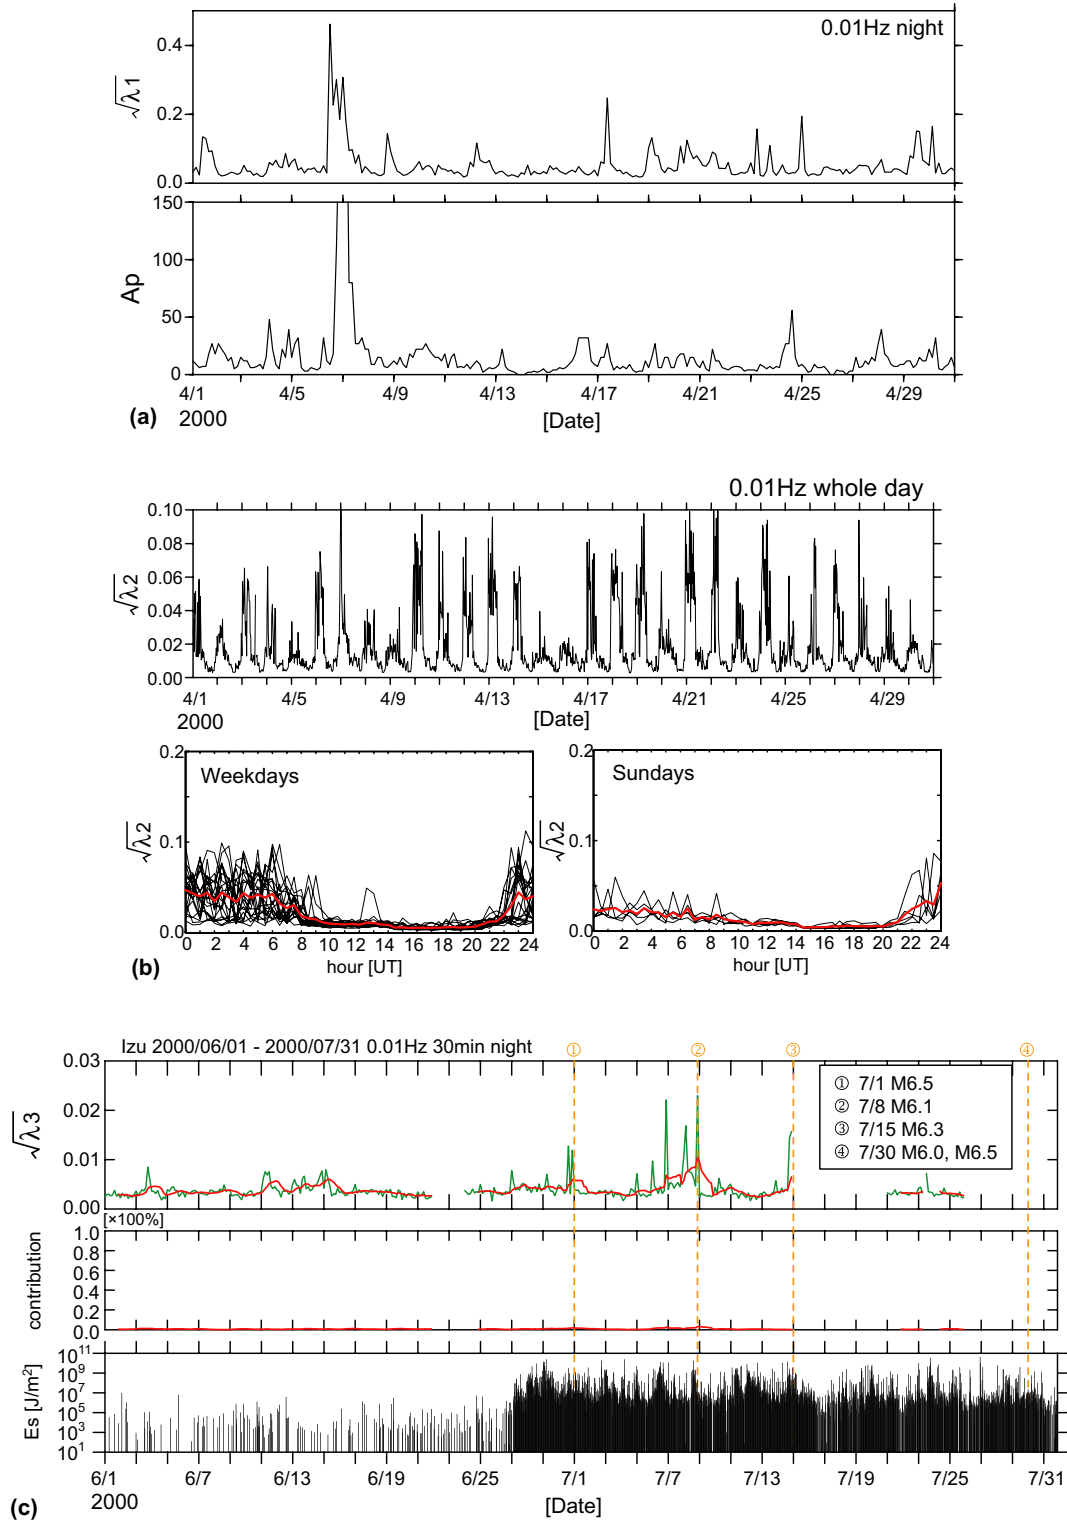 0.01Hz night
√λ1
0.4
0.2
0.0
Ap
150
100
50
0
4/1 4/5 4/9 4/13 4/17 4/21 4/25 4/29
2000
[Date]
(a)
0.01Hz whole day
√λ2
0.10
0.08
0.06
0.04
0.02
0.00
4/1 4/5 4/9 4/13 4/17 4/21 4/25 4/29
2000
[Date]
Weekdays
√λ2
0.2
0.1
0.0
0 2 4 6 8 10 12 14 16 18 20 22 24
hour [UT]
Sundays
√λ2
0.2
0.1
0.0
0 2 4 6 8 10 12 14 16 18 20 22 24
hour [UT]
(b)
Izu 2000/06/01 - 2000/07/31 0.01Hz 30min night
① ② ③ ④
√λ3
0.03
0.02
0.01
0.00
① 7/1 M6.5
② 7/8 M6.1
③ 7/15 M6.3
④ 7/30 M6.0, M6.5
[×100%]
contribution
1.0
0.8
0.6
0.4
0.2
0.0
Es [J/m²]
10¹¹
10⁹
10⁷
10⁵
10³
10¹
6/1 6/7 6/13 6/19 6/25 7/1 7/7 7/13 7/19 7/25 7/31
2000
[Date]
(c)